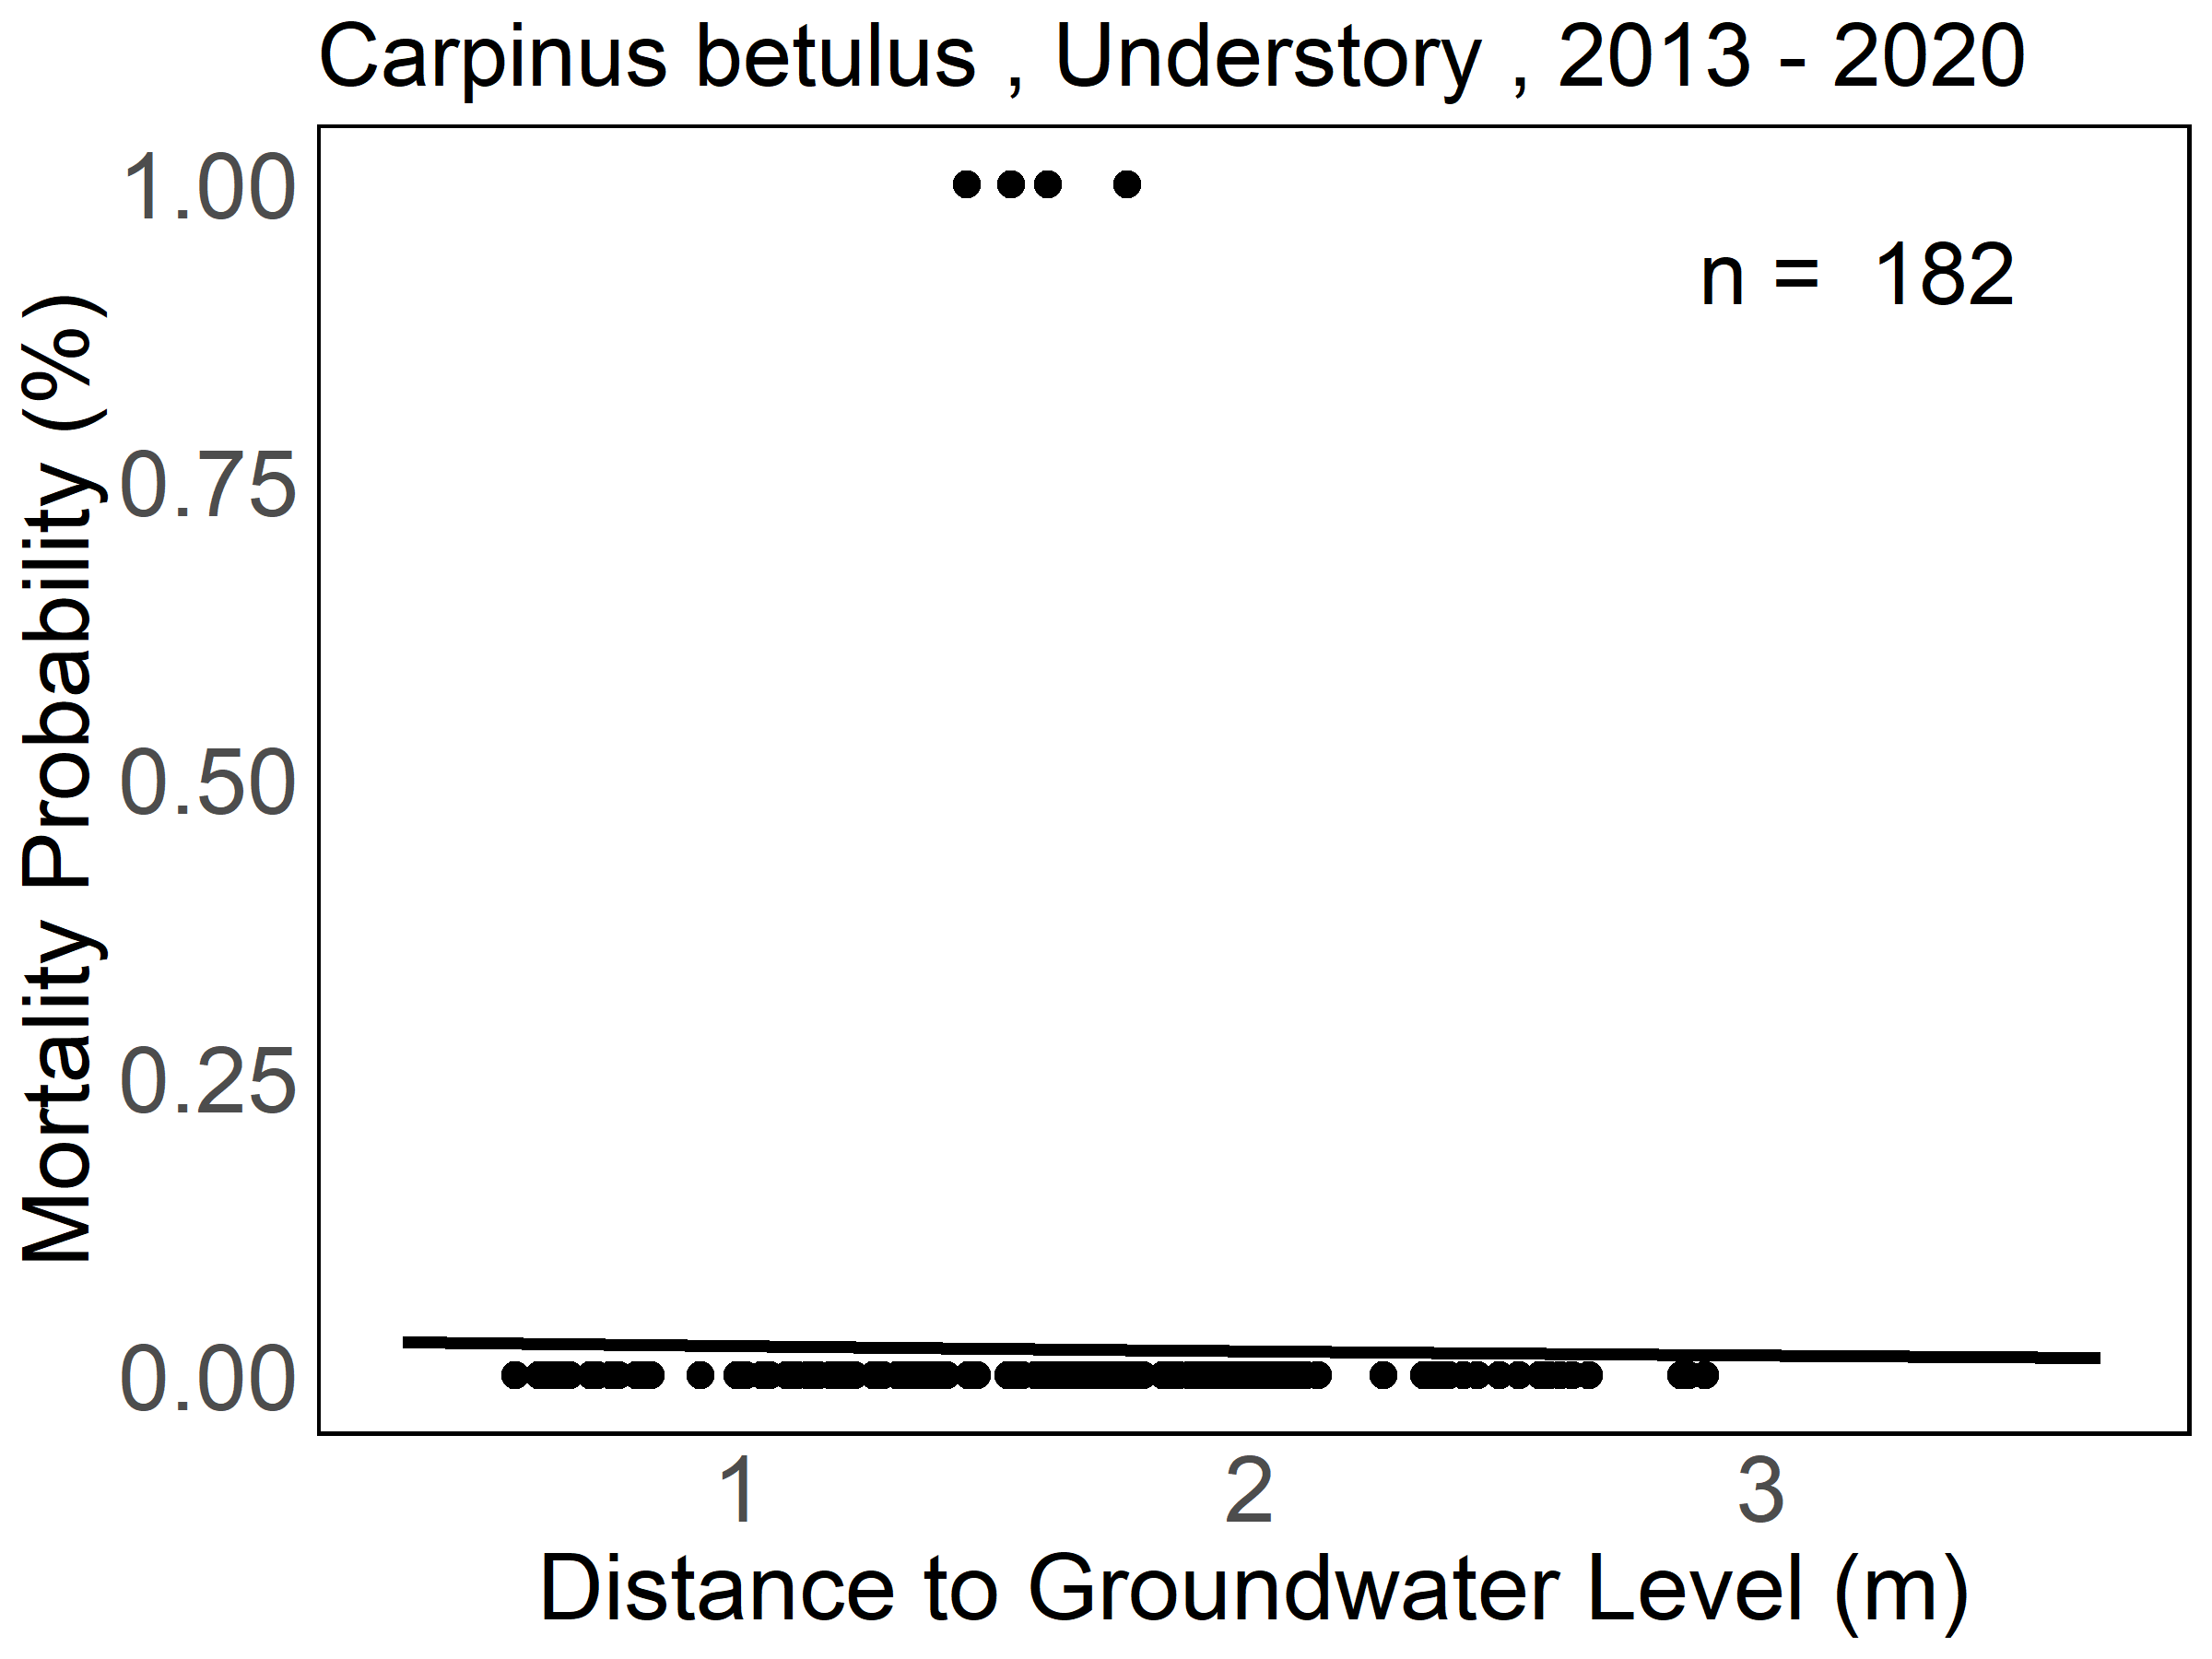 Carpinus betulus , Understory , 2013 - 2020
1.00
n = 182
0.75
0.50
0.25
0.00
Mortality Probability (%)
1 2 3
Distance to Groundwater Level (m)